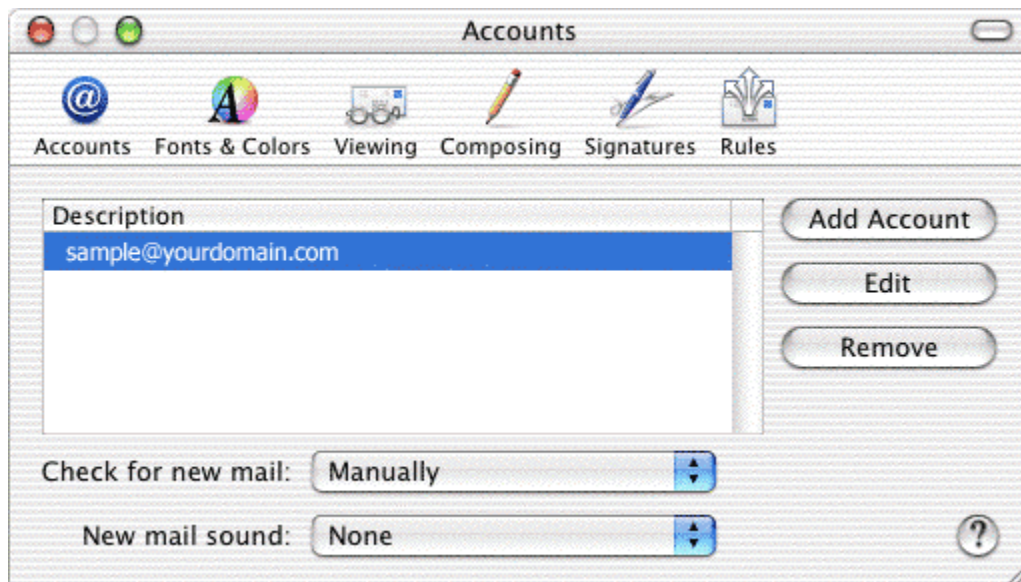 Accounts
Accounts Fonts & Colors Viewing Composing Signatures Rules
Description
sample@yourdomain.com
Add Account
Edit
Remove
Check for new mail: Manually
New mail sound: None
?